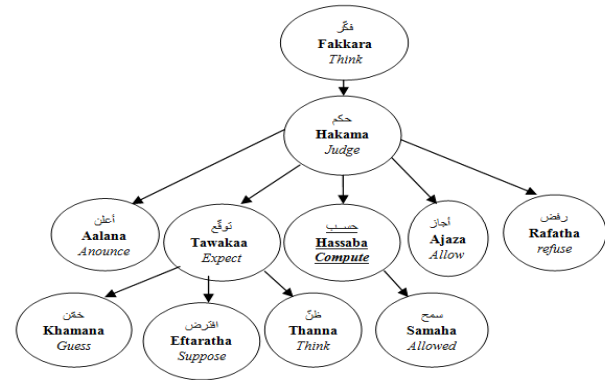 فكّر
Fakkara
Think
حكم
Hakama
Judge
أعلن
Aalana
Anounce
توقّع
Tawakaa
Expect
حسب
Hassaba
Compute
أجاز
Ajaza
Allow
رفض
Rafatha
refuse
خمّن
Khamana
Guess
افترض
Eftaratha
Suppose
ظنّ
Thanna
Think
سمح
Samaha
Allowed